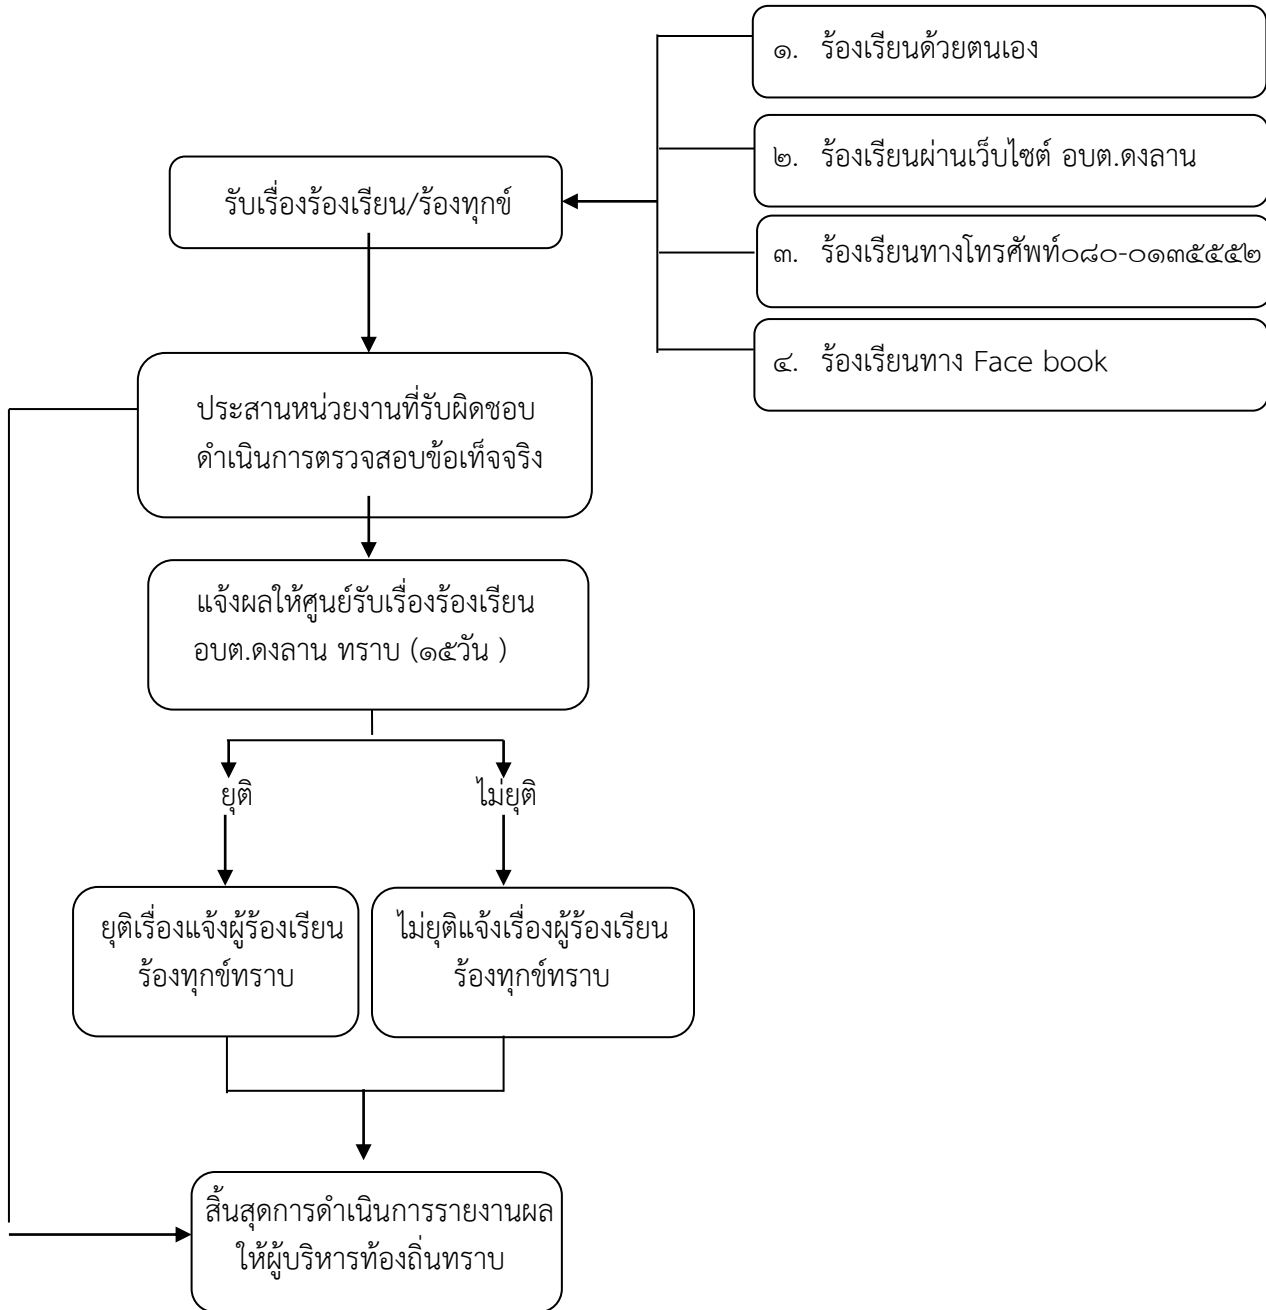 ๑. ร้องเรียนด้วยตนเอง
๒. ร้องเรียนผ่านเว็บไซต์ อบต.ดงลาน
รับเรื่องร้องเรียน/ร้องทุกข์
๓. ร้องเรียนทางโทรศัพท์๐๘๐-๐๑๓๕๕๕๒
๔. ร้องเรียนทาง Face book
ประสานหน่วยงานที่รับผิดชอบ
ดำเนินการตรวจสอบข้อเท็จจริง
แจ้งผลให้ศูนย์รับเรื่องร้องเรียน
อบต.ดงลาน ทราบ (๑๕วัน )
ยุติ
ไม่ยุติ
ยุติเรื่องแจ้งผู้ร้องเรียน
ร้องทุกข์ทราบ
ไม่ยุติแจ้งเรื่องผู้ร้องเรียน
ร้องทุกข์ทราบ
สิ้นสุดการดำเนินการรายงานผล
ให้ผู้บริหารท้องถิ่นทราบ